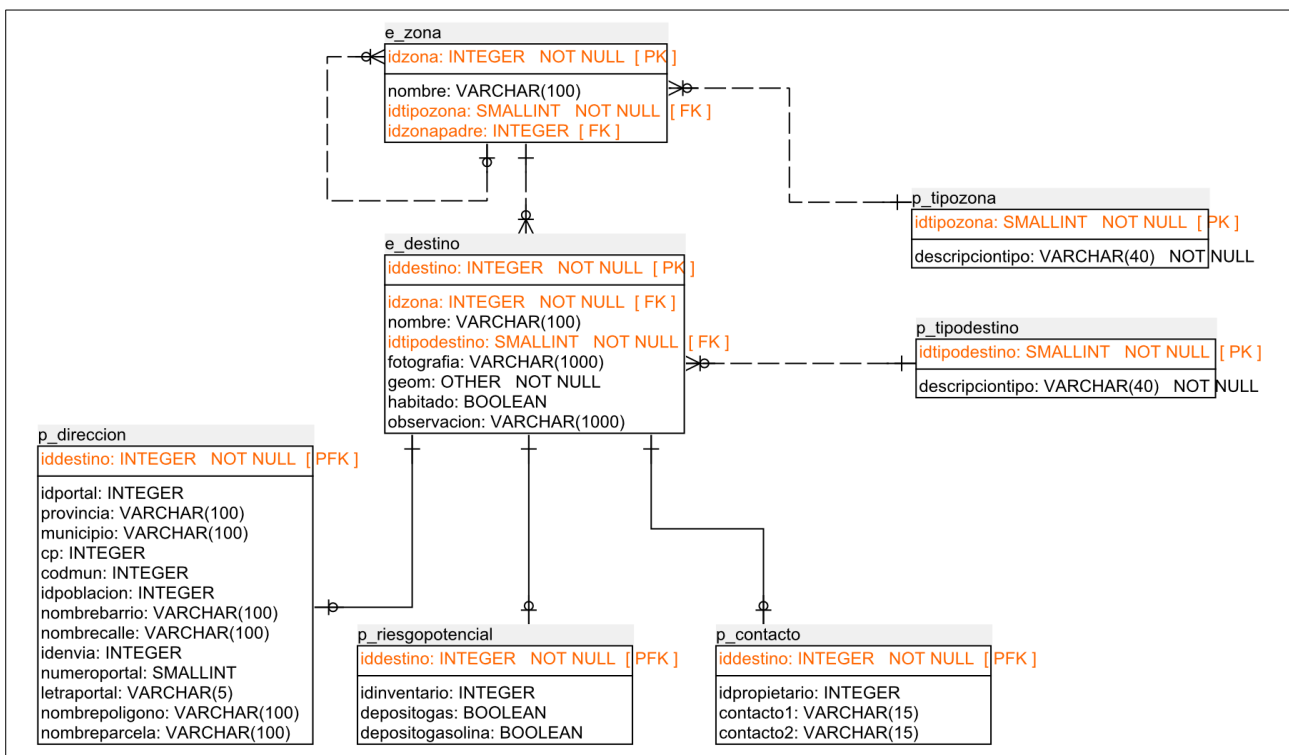 e_zona
idzona: INTEGER NOT NULL [ PK ]
nombre: VARCHAR(100)
idtipozona: SMALLINT NOT NULL [ FK ]
idzonapadre: INTEGER [ FK ]
p_tipozona
idtipozona: SMALLINT NOT NULL [ PK ]
descripciontipo: VARCHAR(40) NOT NULL
e_destino
iddestino: INTEGER NOT NULL [ PK ]
idzona: INTEGER NOT NULL [ FK ]
nombre: VARCHAR(100)
idtipodestino: SMALLINT NOT NULL [ FK ]
fotografia: VARCHAR(1000)
geom: OTHER NOT NULL
habitado: BOOLEAN
observacion: VARCHAR(1000)
p_tipodestino
idtipodestino: SMALLINT NOT NULL [ PK ]
descripciontipo: VARCHAR(40) NOT NULL
p_direccion
iddestino: INTEGER NOT NULL [ PFK ]
idportal: INTEGER
provincia: VARCHAR(100)
municipio: VARCHAR(100)
cp: INTEGER
codmun: INTEGER
idpoblacion: INTEGER
nombrebarrio: VARCHAR(100)
nombrecalle: VARCHAR(100)
idenvia: INTEGER
numeroportal: SMALLINT
letraportal: VARCHAR(5)
nombrepoligono: VARCHAR(100)
nombreparcela: VARCHAR(100)
p_riesgopotencial
iddestino: INTEGER NOT NULL [ PFK ]
idinventario: INTEGER
depositogas: BOOLEAN
depositogasolina: BOOLEAN
p_contacto
iddestino: INTEGER NOT NULL [ PFK ]
idpropietario: INTEGER
contacto1: VARCHAR(15)
contacto2: VARCHAR(15)